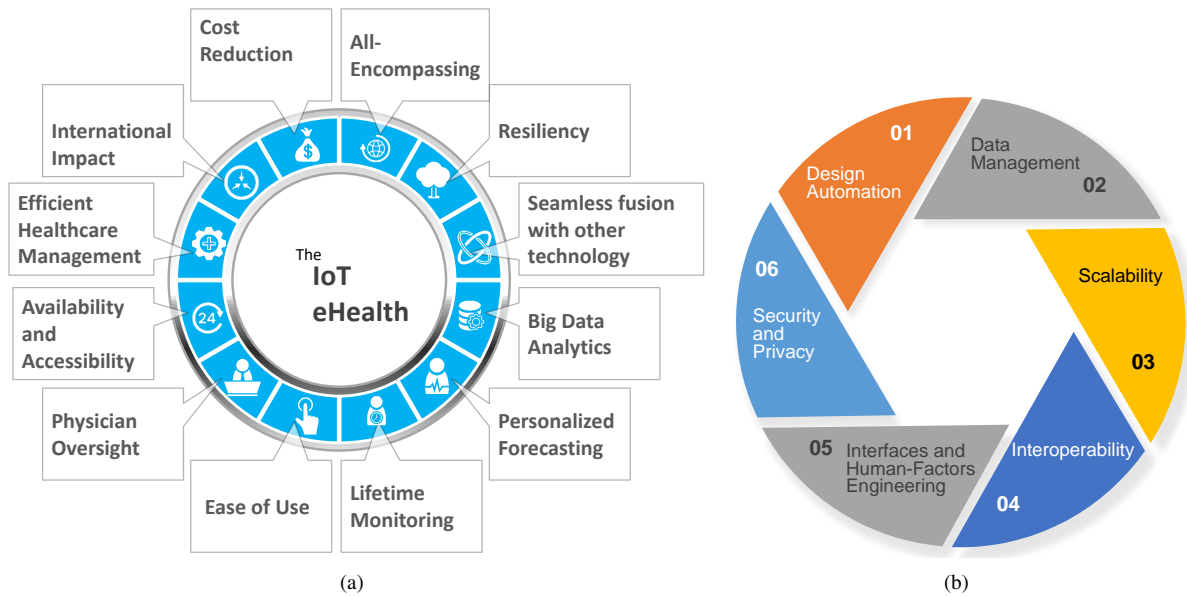 Cost
Reduction
All-
Encompassing
International
Impact
$
Resiliency
Efficient
Healthcare
Management
Seamless fusion
with other
technology
The
IoT
eHealth
Availability
and
Accessibility
24
Big Data
Analytics
Physician
Oversight
Personalized
Forecasting
Ease of Use
Lifetime
Monitoring
(a)
01
Design
Automation
Data
Management
02
Scalability
03
Interoperability
04
05
Interfaces and
Human-Factors
Engineering
06
Security
and
Privacy
(b)